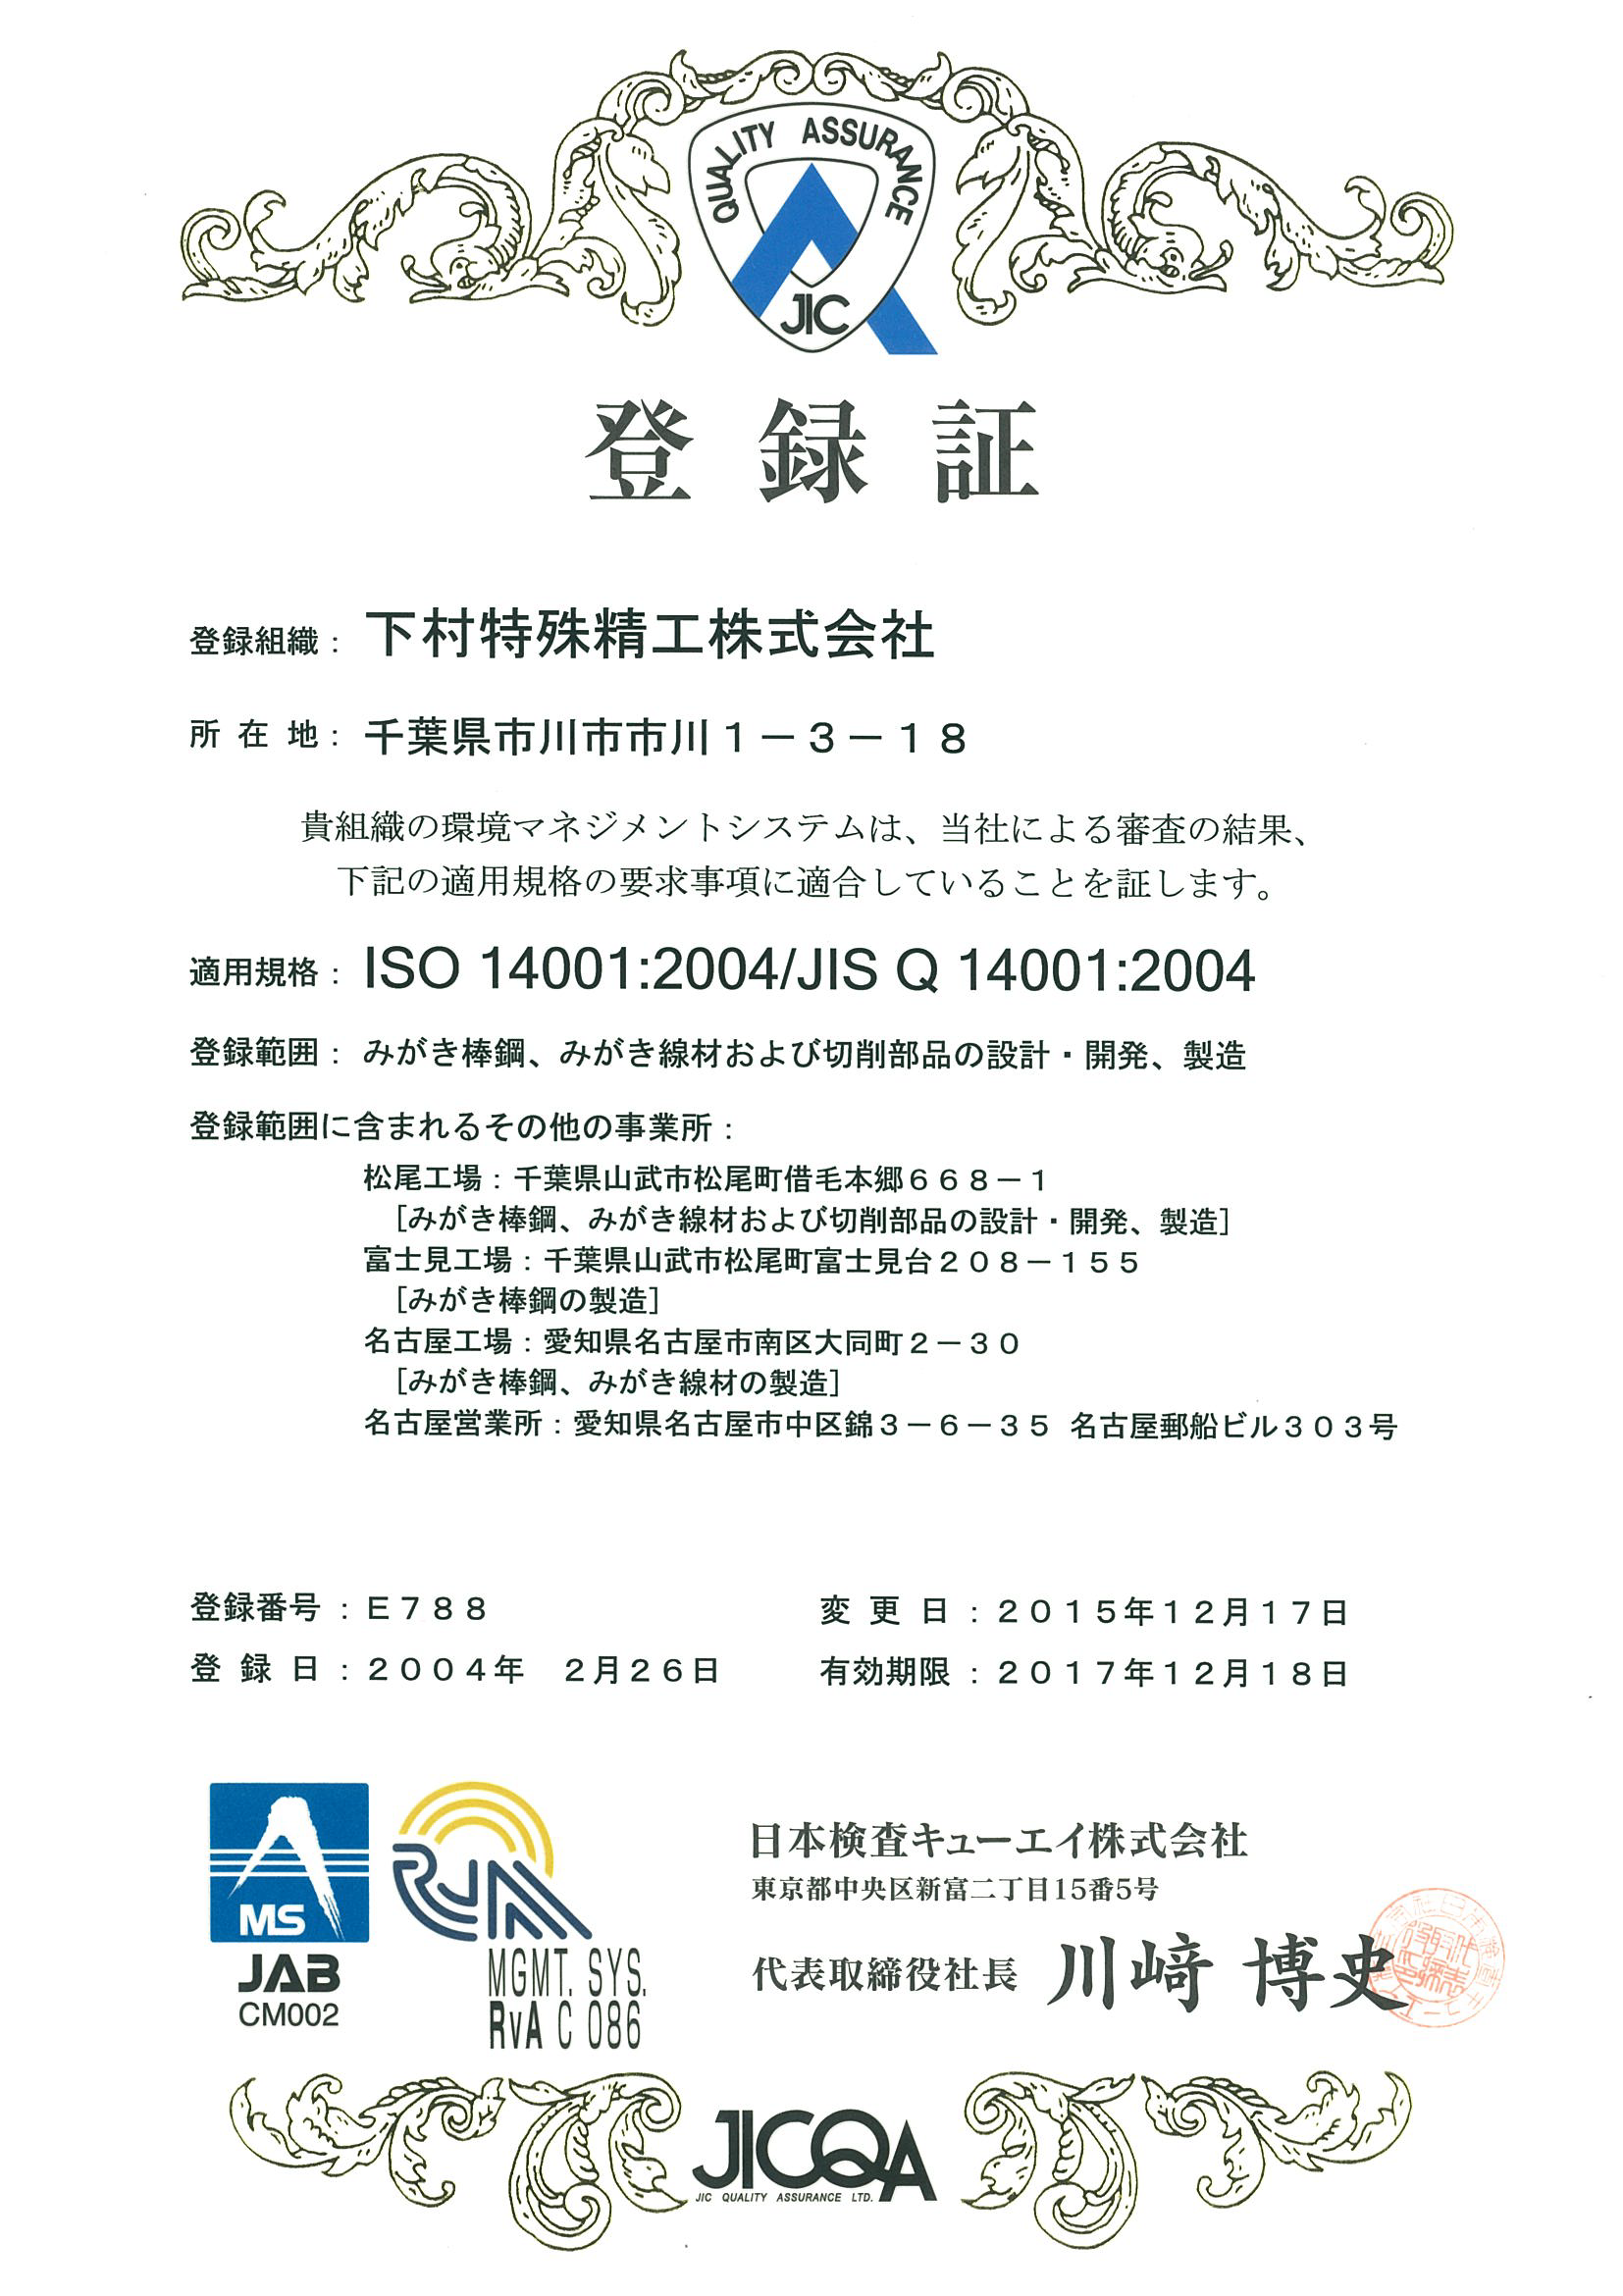 QUALITY ASSURANCE
JIC
登録証
登録組織： 下村特殊精工株式会社
所 在 地： 千葉県市川市市川１－３－１８
貴組織の環境マネジメントシステムは、当社による審査の結果、
下記の適用規格の要求事項に適合していることを証します。
適用規格： ISO 14001:2004/JIS Q 14001:2004
登録範囲： みがき棒鋼、みがき線材および切削部品の設計・開発、製造
登録範囲に含まれるその他の事業所：
松尾工場：千葉県山武市松尾町借毛本郷６６８－１
［みがき棒鋼、みがき線材および切削部品の設計・開発、製造］
富士見工場：千葉県山武市松尾町富士見台２０８－１５５
［みがき棒鋼の製造］
名古屋工場：愛知県名古屋市南区大同町２－３０
［みがき棒鋼、みがき線材の製造］
名古屋営業所：愛知県名古屋市中区錦３－６－３５ 名古屋郵船ビル３０３号
登録番号 ：Ｅ７８８
変 更 日 ：２０１５年１２月１７日
登 録 日 ：２００４年　２月２６日
有効期限 ：２０１７年１２月１８日
MS
JAB
CM002
RvA
MGMT. SYS.
RvA C 086
日本検査キューエイ株式会社
東京都中央区新富二丁目15番5号
代表取締役社長 川﨑 博史
JICQA
JIC QUALITY ASSURANCE LTD.